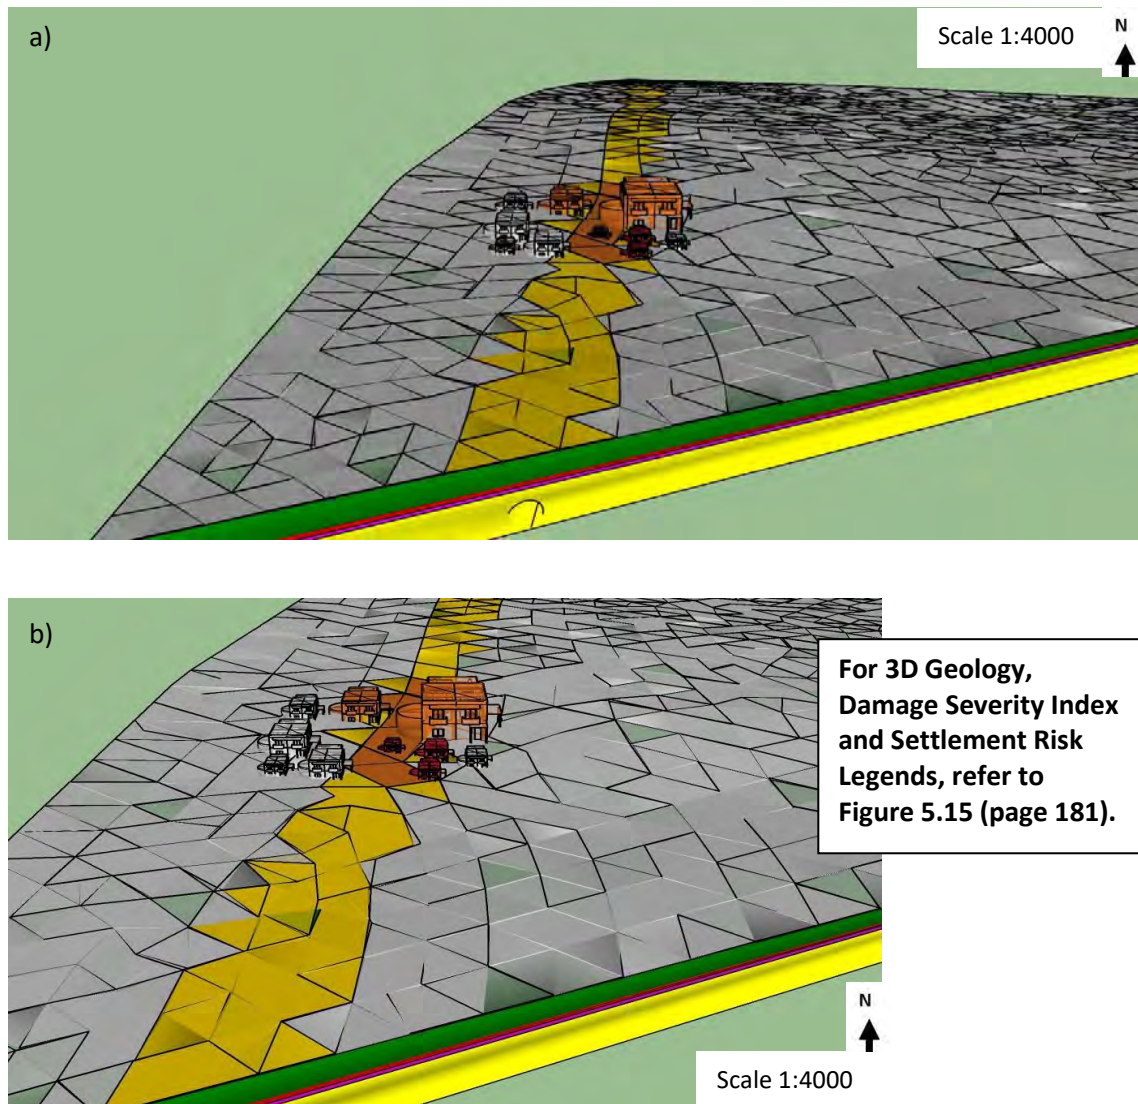 a)
Scale 1:4000
N
b)
For 3D Geology,
Damage Severity Index
and Settlement Risk
Legends, refer to
Figure 5.15 (page 181).
N
Scale 1:4000